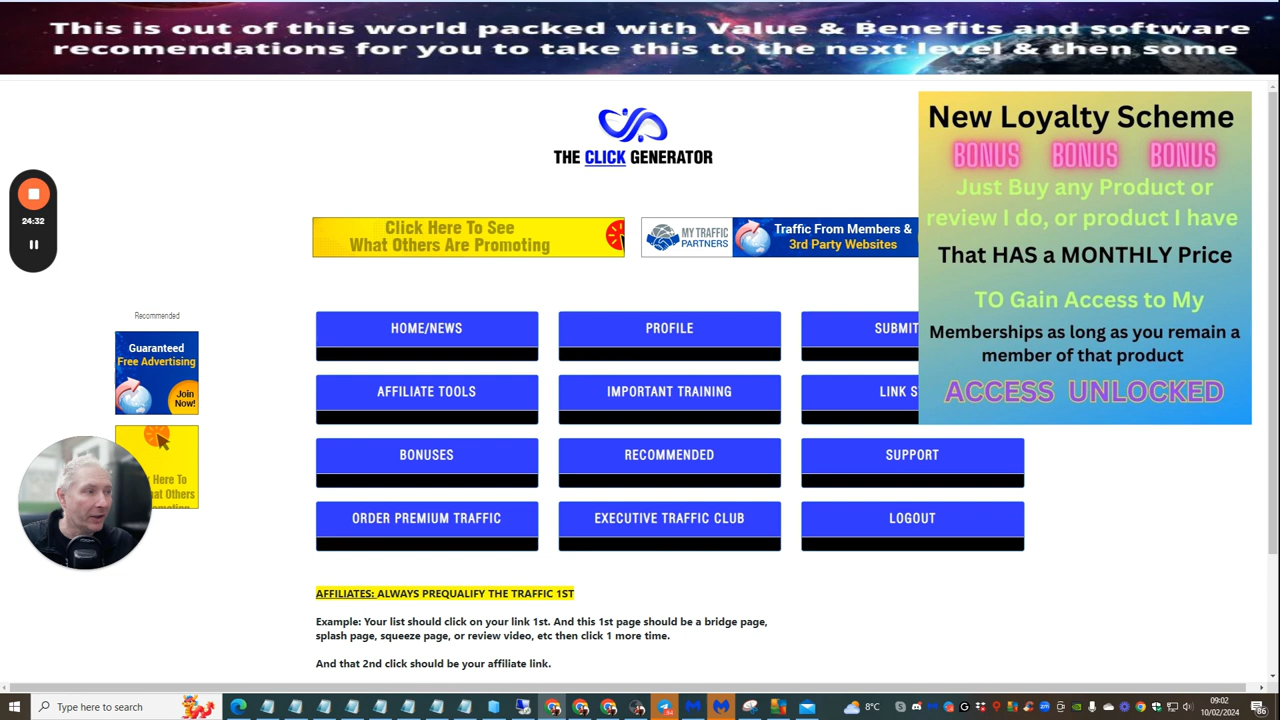 This is out of this world packed with Value & Benefits and software
recomendations for you to take this to the next level & then some
THE CLICK GENERATOR
New Loyalty Scheme
BONUS BONUS BONUS
Just Buy any Product or
review I do, or product I have
That HAS a MONTHLY Price
TO Gain Access to My
Memberships as long as you remain a
member of that product
ACCESS UNLOCKED
24:32
Click Here To See
What Others Are Promoting
MY TRAFFIC
PARTNERS
Traffic From Members &
3rd Party Websites
Recommended
Guaranteed
Free Advertising
Join
Now!
Here To
hat Others
HOME/NEWS
PROFILE
SUBMIT
AFFILIATE TOOLS
IMPORTANT TRAINING
LINK S
BONUSES
RECOMMENDED
SUPPORT
ORDER PREMIUM TRAFFIC
EXECUTIVE TRAFFIC CLUB
LOGOUT
AFFILIATES: ALWAYS PREQUALIFY THE TRAFFIC 1ST
Example: Your list should click on your link 1st. And this 1st page should be a bridge page,
splash page, squeeze page, or review video, etc then click 1 more time.
And that 2nd click should be your affiliate link.
Type here to search
8°C
09:02
10/02/2024
86